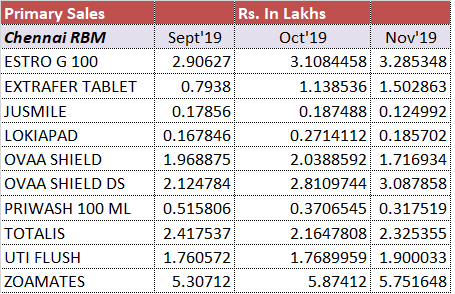 Primary Sales Rs. In Lakhs
Chennai RBM Sept'19 Oct'19 Nov'19
ESTRO G 100 2.90627 3.1084458 3.285348
EXTRAFER TABLET 0.7938 1.138536 1.502863
JUSMILE 0.17856 0.187488 0.124992
LOKIAPAD 0.167846 0.2714112 0.185702
OVAA SHIELD 1.968875 2.0388592 1.716934
OVAA SHIELD DS 2.124784 2.8109744 3.087858
PRIWASH 100 ML 0.515806 0.3706545 0.317519
TOTALIS 2.417537 2.1647808 2.325355
UTI FLUSH 1.760572 1.7689959 1.900033
ZOAMATES 5.30712 5.87412 5.751648